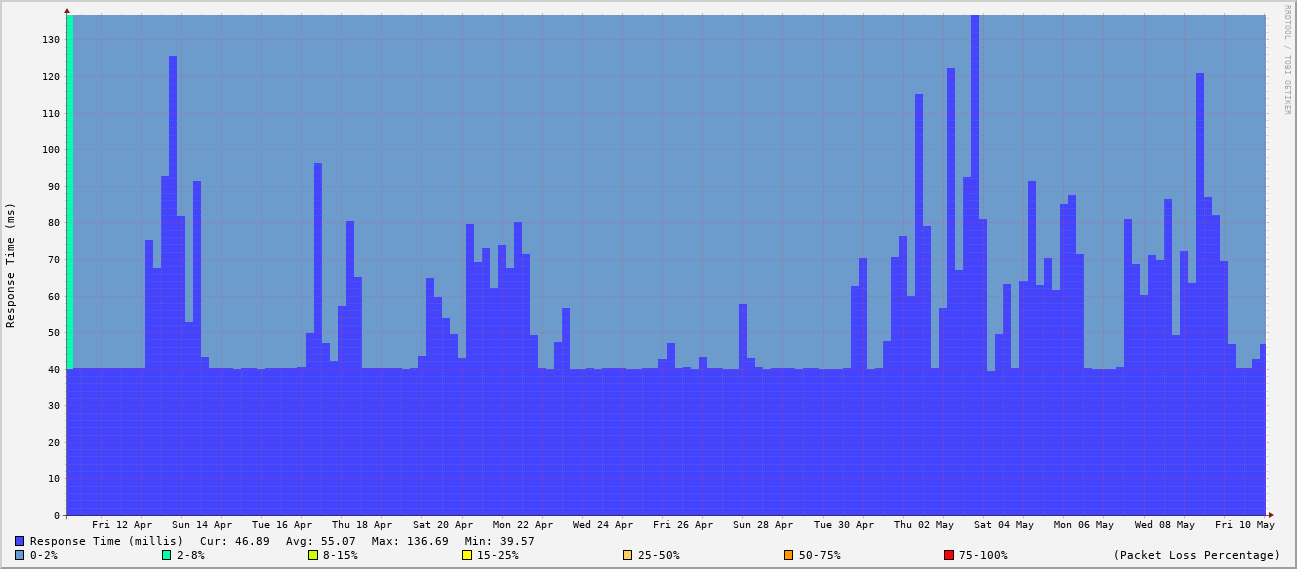 RRDTOOL / TOBI OETIKER
Response Time (ms)
130
120
110
100
90
80
70
60
50
40
30
20
10
0
Fri 12 Apr Sun 14 Apr Tue 16 Apr Thu 18 Apr Sat 20 Apr Mon 22 Apr Wed 24 Apr Fri 26 Apr Sun 28 Apr Tue 30 Apr Thu 02 May Sat 04 May Mon 06 May Wed 08 May Fri 10 May
Response Time (millis) Cur: 46.89 Avg: 55.07 Max: 136.69 Min: 39.57
0-2% 2-8% 8-15% 15-25% 25-50% 50-75% 75-100% (Packet Loss Percentage)